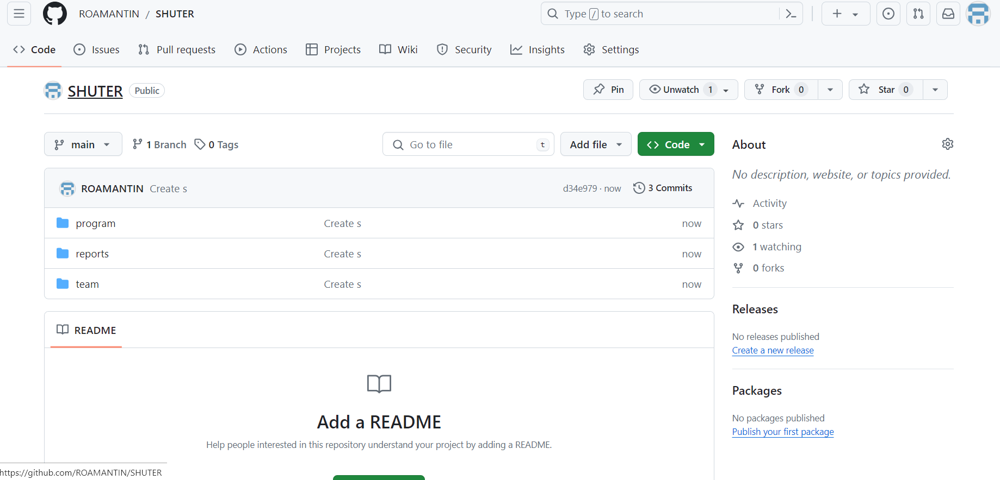 ROAMANTIN / SHUTER
Type / to search
Code Issues Pull requests Actions Projects Wiki Security Insights Settings
SHUTER Public
Pin Unwatch 1 Fork 0 Star 0
main 1 Branch 0 Tags Go to file t Add file Code
ROAMANTIN Create s d34e979 · now 3 Commits
program Create s now
reports Create s now
team Create s now
README
Add a README
Help people interested in this repository understand your project by adding a README.
About
No description, website, or topics provided.
Activity
0 stars
1 watching
0 forks
Releases
No releases published
Create a new release
Packages
No packages published
Publish your first package
https://github.com/ROAMANTIN/SHUTER